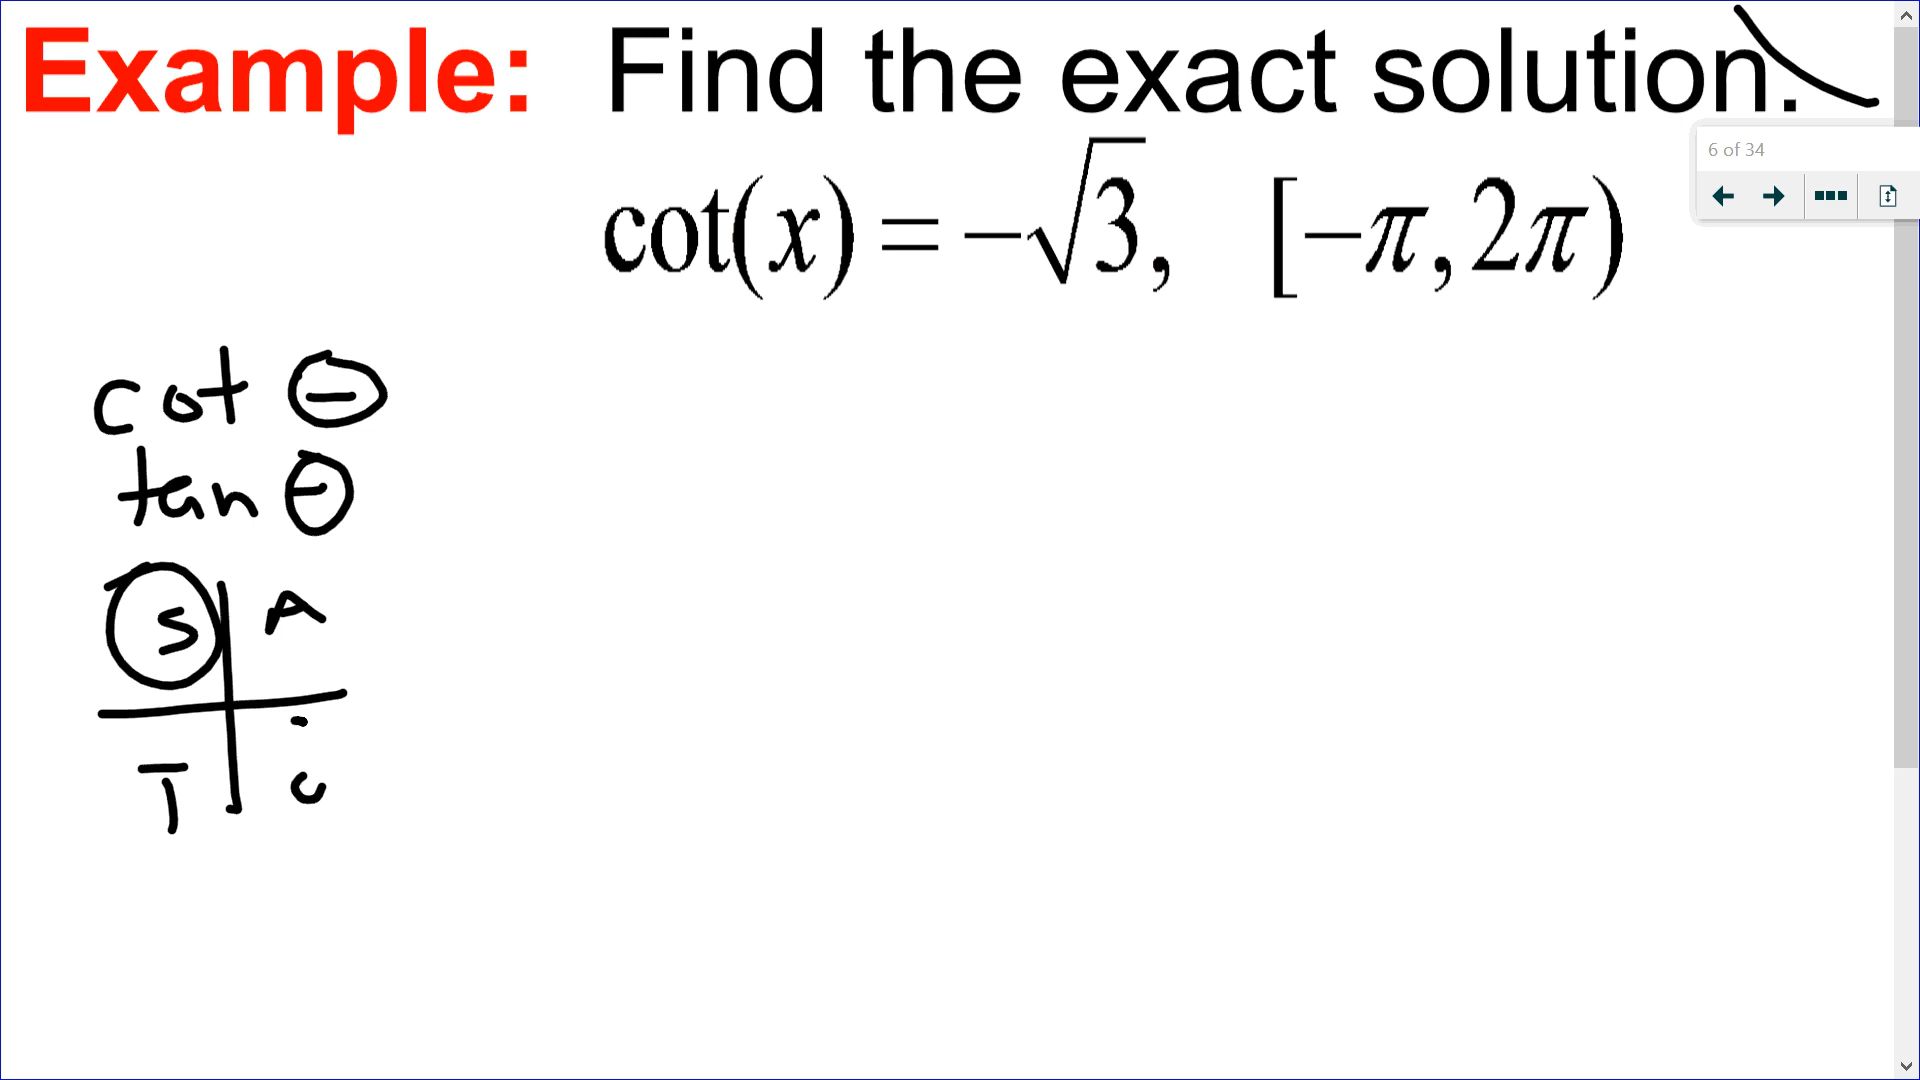 Example: Find the exact solution.
6 of 34
cot(x) = -√3, [-π, 2π)
cot ⊖
tan ⊖
S A
T C